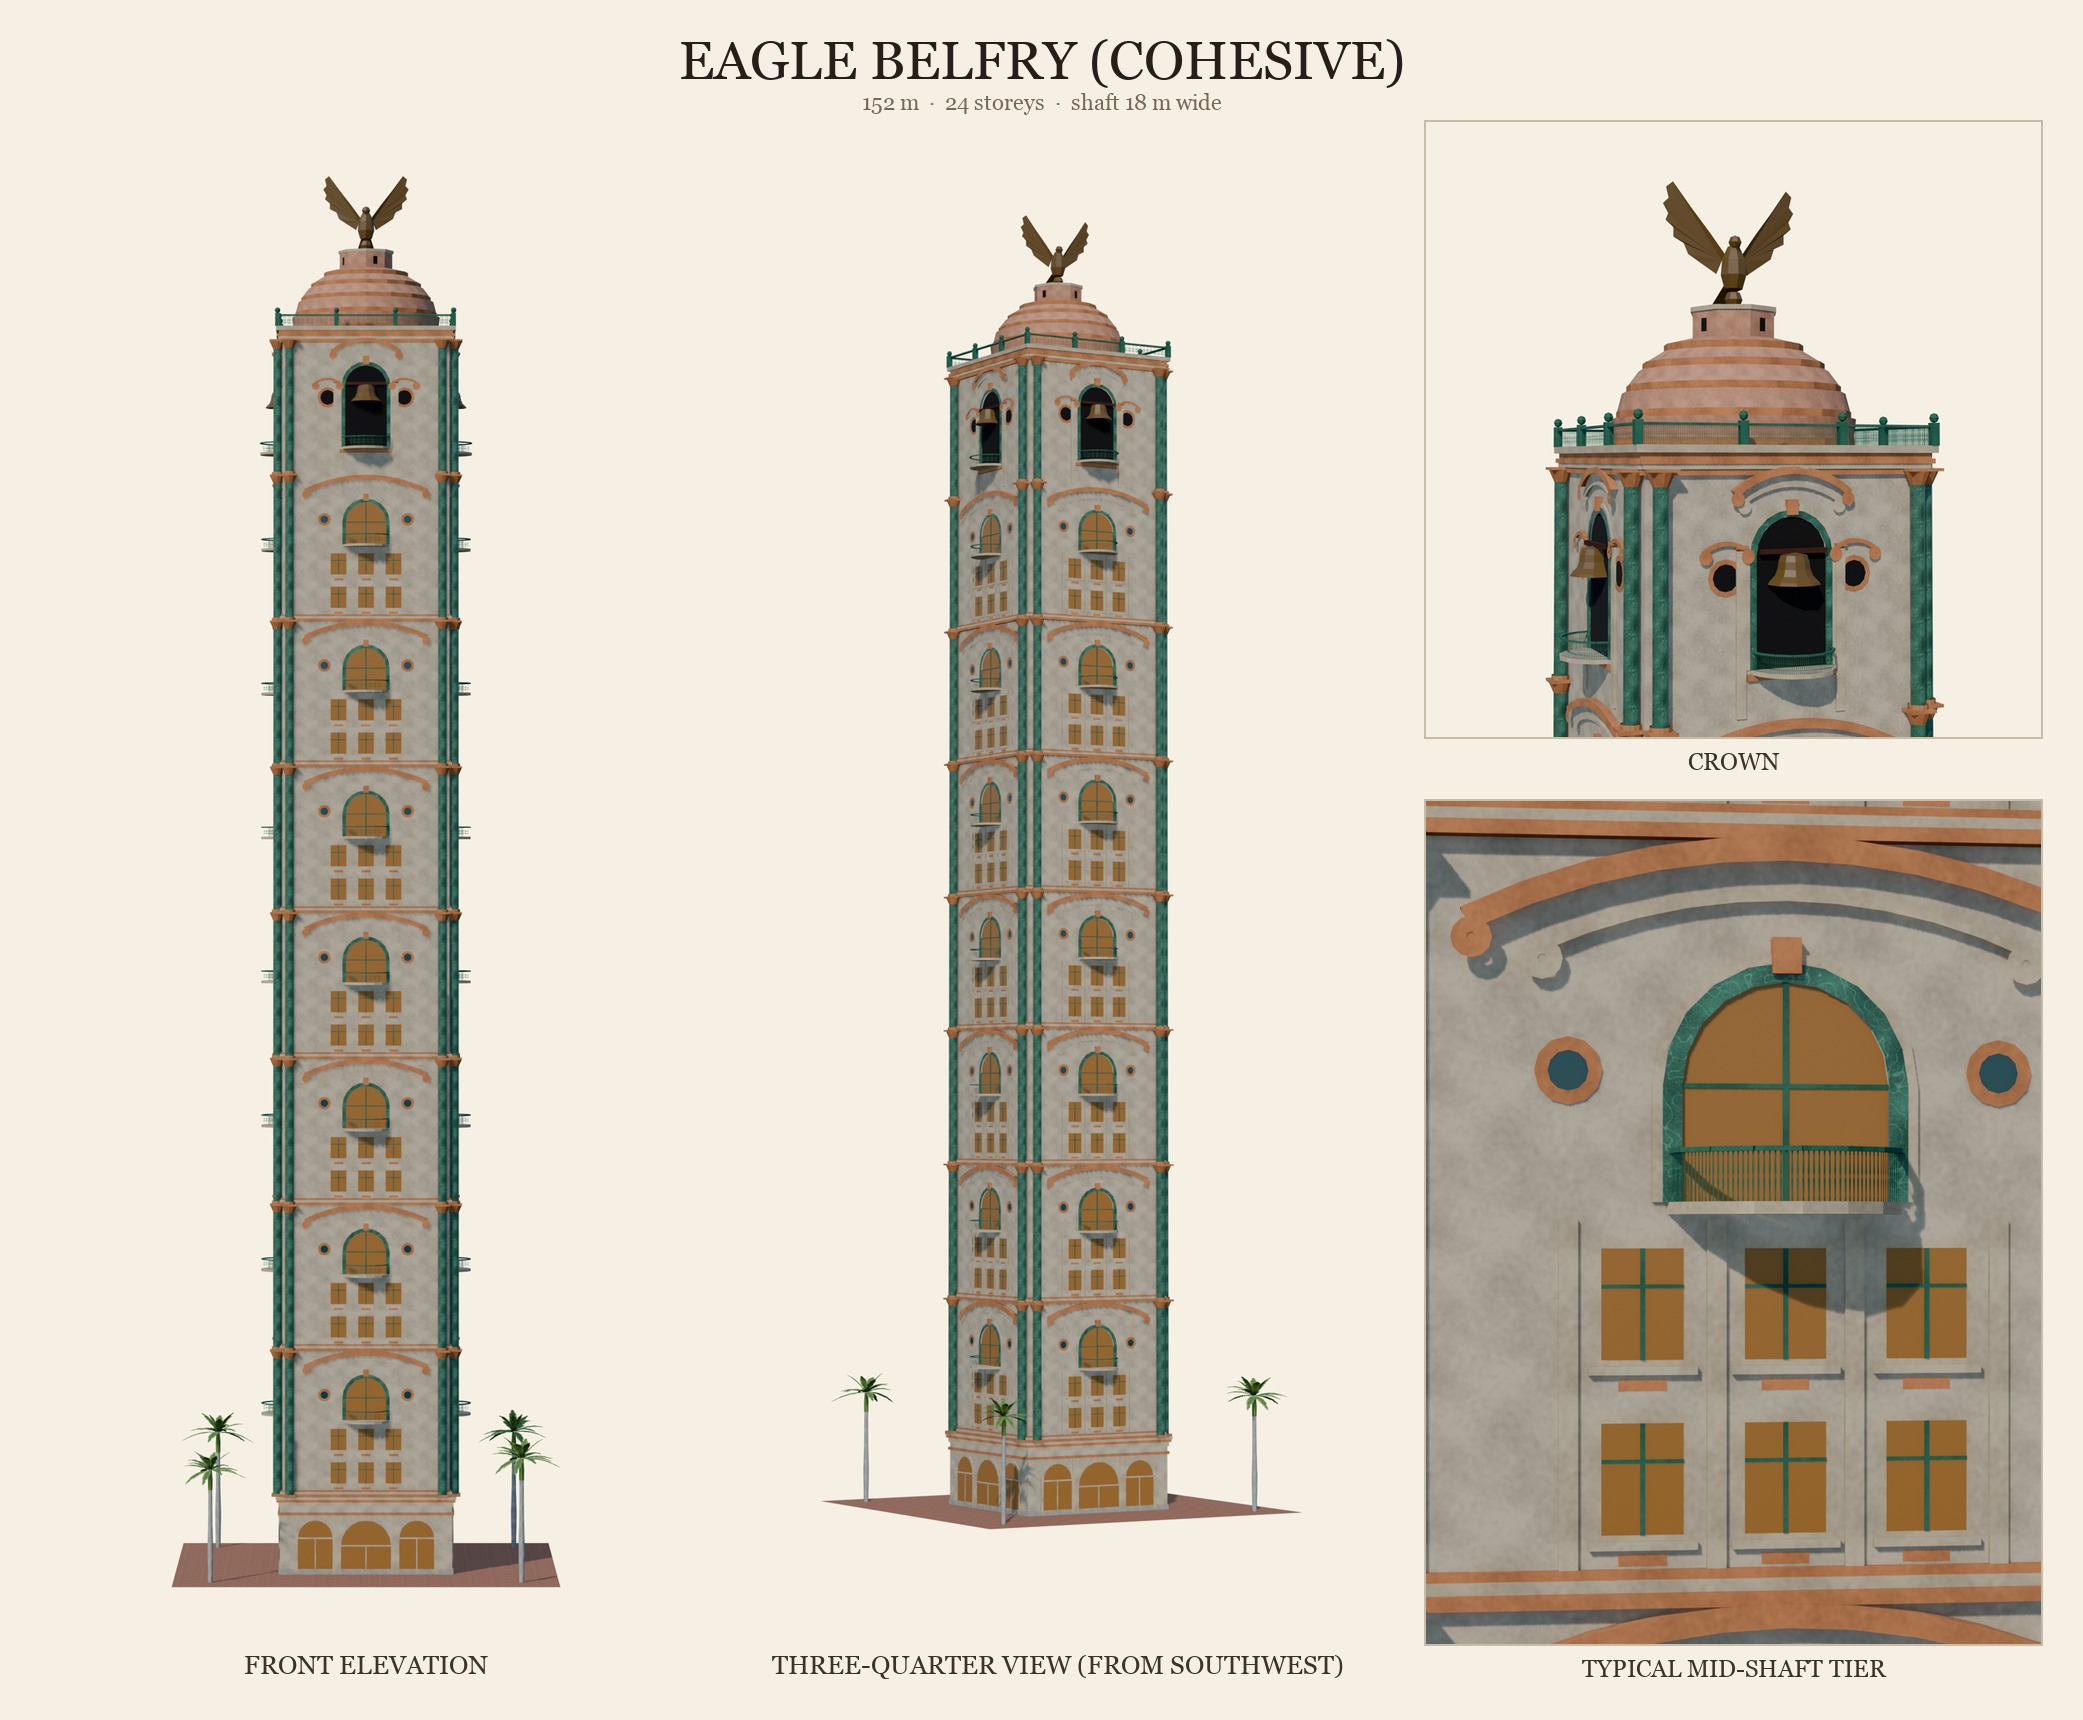 EAGLE BELFRY (COHESIVE)
152 m · 24 storeys · shaft 18 m wide
CROWN
FRONT ELEVATION
THREE-QUARTER VIEW (FROM SOUTHWEST)
TYPICAL MID-SHAFT TIER